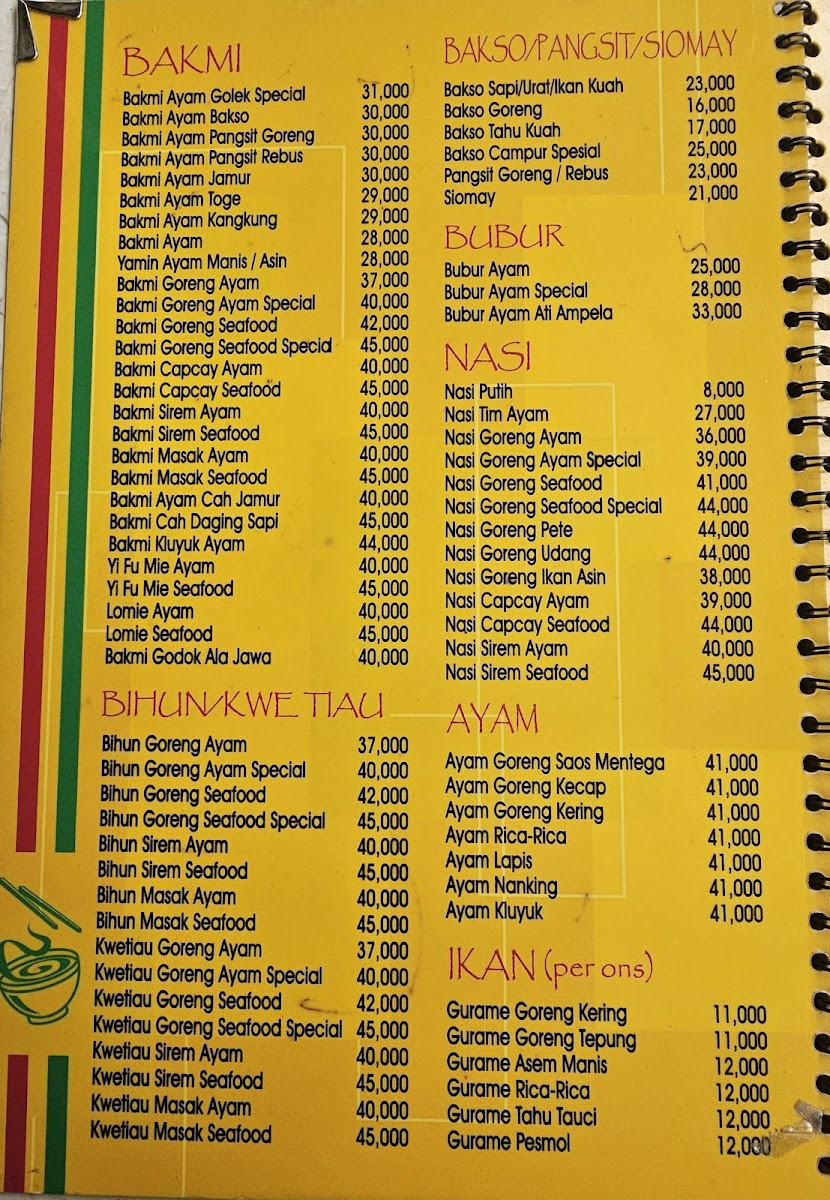 BAKMI
Bakmi Ayam Golek Special 31,000
Bakmi Ayam Bakso 30,000
Bakmi Ayam Pangsit Goreng 30,000
Bakmi Ayam Pangsit Rebus 30,000
Bakmi Ayam Jamur 30,000
Bakmi Ayam Toge 29,000
Bakmi Ayam Kangkung 29,000
Bakmi Ayam 28,000
Yamin Ayam Manis / Asin 28,000
Bakmi Goreng Ayam 37,000
Bakmi Goreng Ayam Special 40,000
Bakmi Goreng Seafood 42,000
Bakmi Goreng Seafood Special 45,000
Bakmi Capcay Ayam 40,000
Bakmi Capcay Seafood 45,000
Bakmi Sirem Ayam 40,000
Bakmi Sirem Seafood 45,000
Bakmi Masak Ayam 40,000
Bakmi Masak Seafood 45,000
Bakmi Ayam Cah Jamur 40,000
Bakmi Cah Daging Sapi 45,000
Bakmi Kluyuk Ayam 44,000
Yi Fu Mie Ayam 40,000
Yi Fu Mie Seafood 45,000
Lomie Ayam 40,000
Lomie Seafood 45,000
Bakmi Godok Ala Jawa 40,000
BIHUN/KWE TIAU
Bihun Goreng Ayam 37,000
Bihun Goreng Ayam Special 40,000
Bihun Goreng Seafood 42,000
Bihun Goreng Seafood Special 45,000
Bihun Sirem Ayam 40,000
Bihun Sirem Seafood 45,000
Bihun Masak Ayam 40,000
Bihun Masak Seafood 45,000
Kwetiau Goreng Ayam 37,000
Kwetiau Goreng Ayam Special 40,000
Kwetiau Goreng Seafood 42,000
Kwetiau Goreng Seafood Special 45,000
Kwetiau Sirem Ayam 40,000
Kwetiau Sirem Seafood 45,000
Kwetiau Masak Ayam 40,000
Kwetiau Masak Seafood 45,000
BAKSO/PANGSIT/SIOMAY
Bakso Sapi/Urat/Ikan Kuah 23,000
Bakso Goreng 16,000
Bakso Tahu Kuah 17,000
Bakso Campur Spesial 25,000
Pangsit Goreng / Rebus 23,000
Siomay 21,000
BUBUR
Bubur Ayam 25,000
Bubur Ayam Special 28,000
Bubur Ayam Ati Ampela 33,000
NASI
Nasi Putih 8,000
Nasi Tim Ayam 27,000
Nasi Goreng Ayam 36,000
Nasi Goreng Ayam Special 39,000
Nasi Goreng Seafood 41,000
Nasi Goreng Seafood Special 44,000
Nasi Goreng Pete 44,000
Nasi Goreng Udang 44,000
Nasi Goreng Ikan Asin 38,000
Nasi Capcay Ayam 39,000
Nasi Capcay Seafood 44,000
Nasi Sirem Ayam 40,000
Nasi Sirem Seafood 45,000
AYAM
Ayam Goreng Saos Mentega 41,000
Ayam Goreng Kecap 41,000
Ayam Goreng Kering 41,000
Ayam Rica-Rica 41,000
Ayam Lapis 41,000
Ayam Nanking 41,000
Ayam Kluyuk 41,000
IKAN (per ons)
Gurame Goreng Kering 11,000
Gurame Goreng Tepung 11,000
Gurame Asem Manis 12,000
Gurame Rica-Rica 12,000
Gurame Tahu Tauci 12,000
Gurame Pesmol 12,000